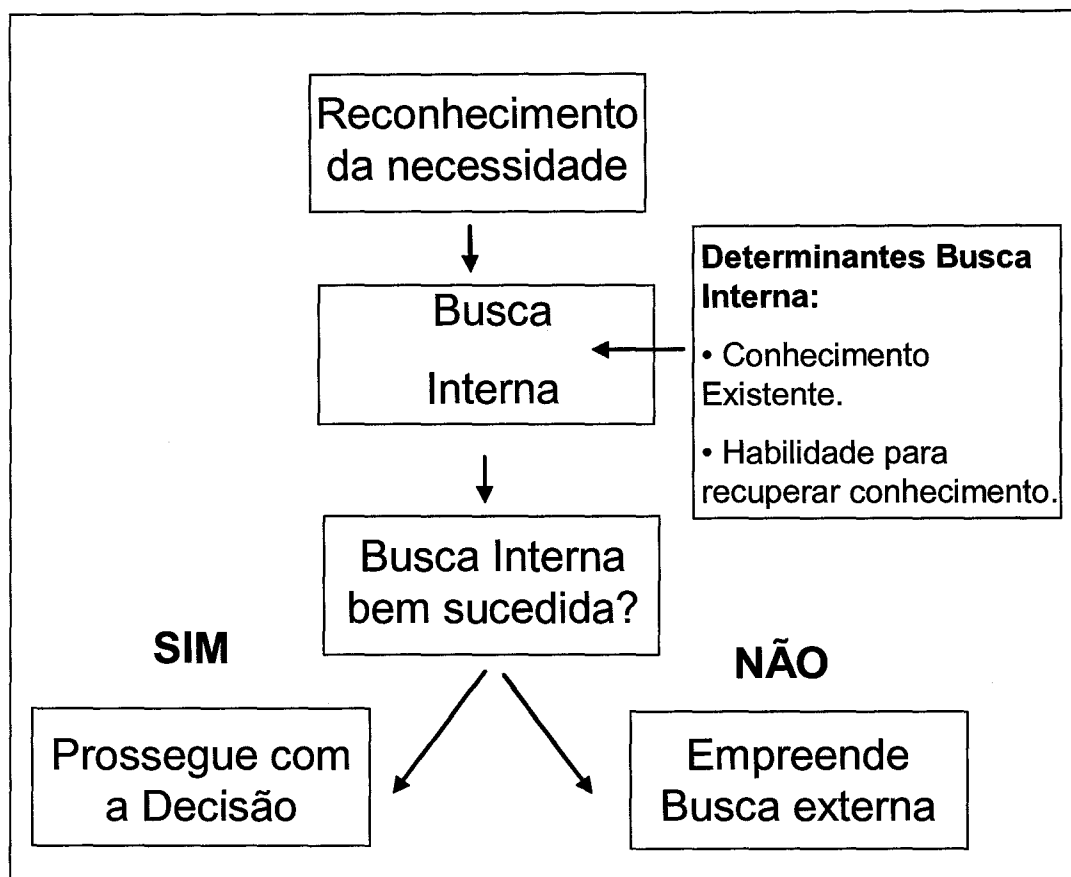 Reconhecimento
da necessidade
Busca
Interna
Determinantes Busca
Interna:
• Conhecimento
Existente.
• Habilidade para
recuperar conhecimento.
Busca Interna
bem sucedida?
SIM
NÃO
Prossegue com
a Decisão
Empreende
Busca externa